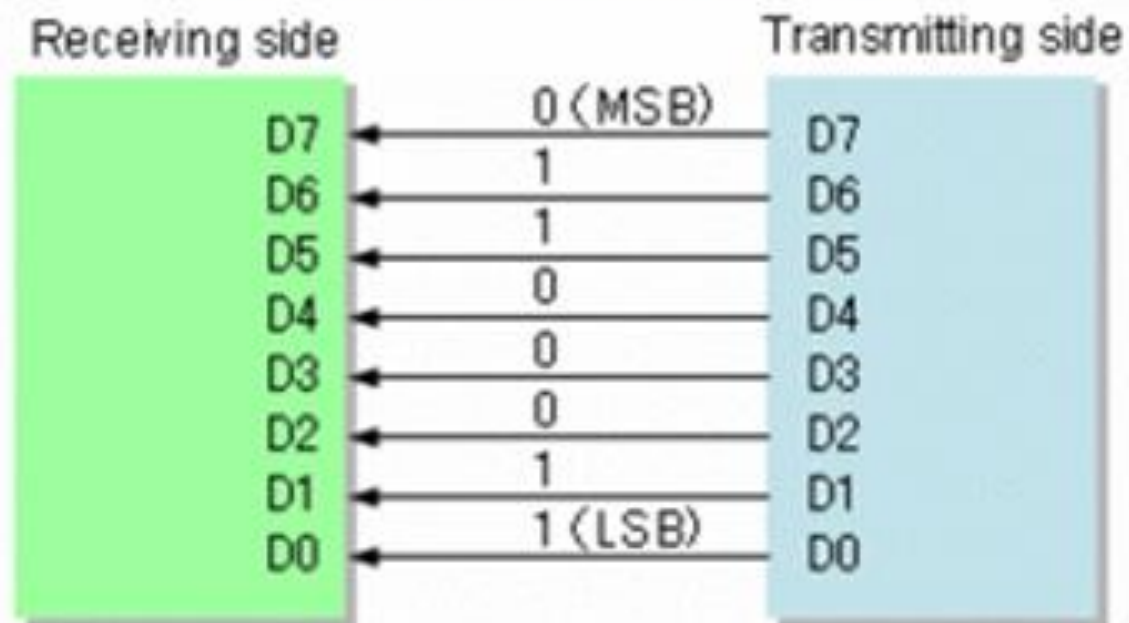 Receiving side
Transmitting side
D7 0(MSB) D7
D6 1 D6
D5 1 D5
D4 0 D4
D3 0 D3
D2 0 D2
D1 1 D1
D0 1(LSB) D0